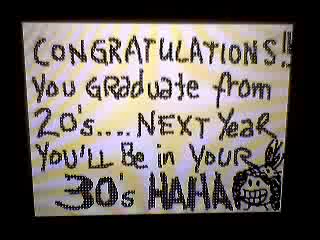 CONGRATULATIONS!!
You GRaduate from
20's.... NEXT Year
You'LL Be in Your
30's HAHA